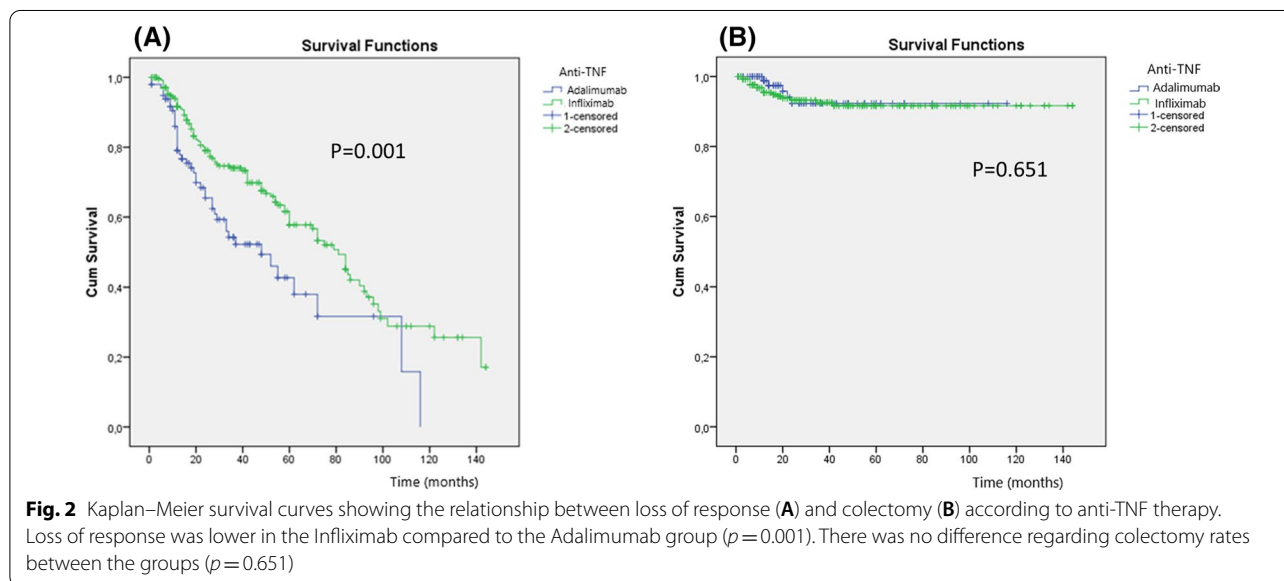 (A)
Survival Functions
Cum Survival
1,0
0,8
0,6
0,4
0,2
0,0
0 20 40 60 80 100 120 140
Time (months)
P=0.001
Anti-TNF
Adalimumab
Infliximab
1-censored
2-censored
(B)
Survival Functions
Cum Survival
1,0
0,8
0,6
0,4
0,2
0,0
0 20 40 60 80 100 120 140
Time (months)
P=0.651
Anti-TNF
Adalimumab
Infliximab
1-censored
2-censored
Fig. 2 Kaplan–Meier survival curves showing the relationship between loss of response (A) and colectomy (B) according to anti-TNF therapy.
Loss of response was lower in the Infliximab compared to the Adalimumab group (p = 0.001). There was no difference regarding colectomy rates
between the groups (p = 0.651)